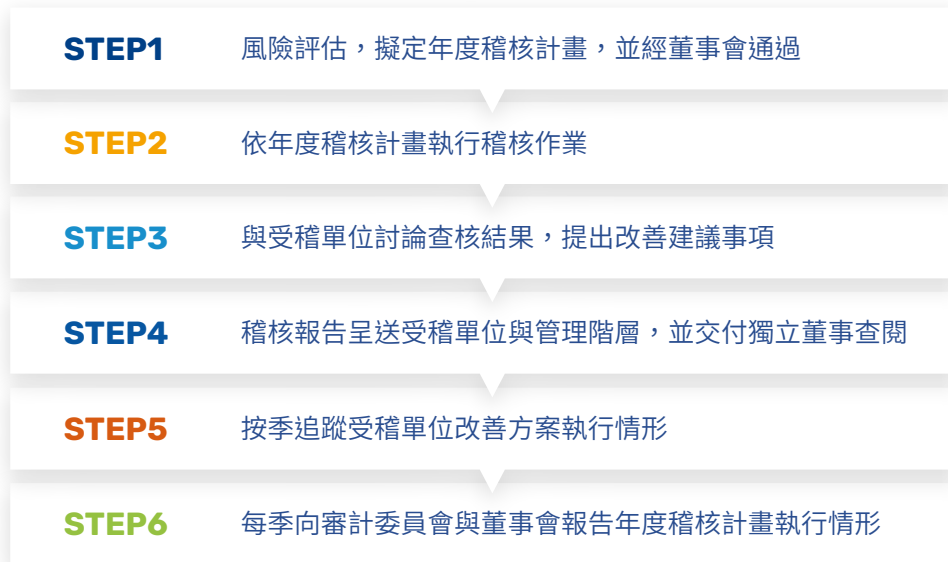 STEP1 風險評估，擬定年度稽核計畫，並經董事會通過
STEP2 依年度稽核計畫執行稽核作業
STEP3 與受稽單位討論查核結果，提出改善建議事項
STEP4 稽核報告呈送受稽單位與管理階層，並交付獨立董事查閱
STEP5 按季追蹤受稽單位改善方案執行情形
STEP6 每季向審計委員會與董事會報告年度稽核計畫執行情形